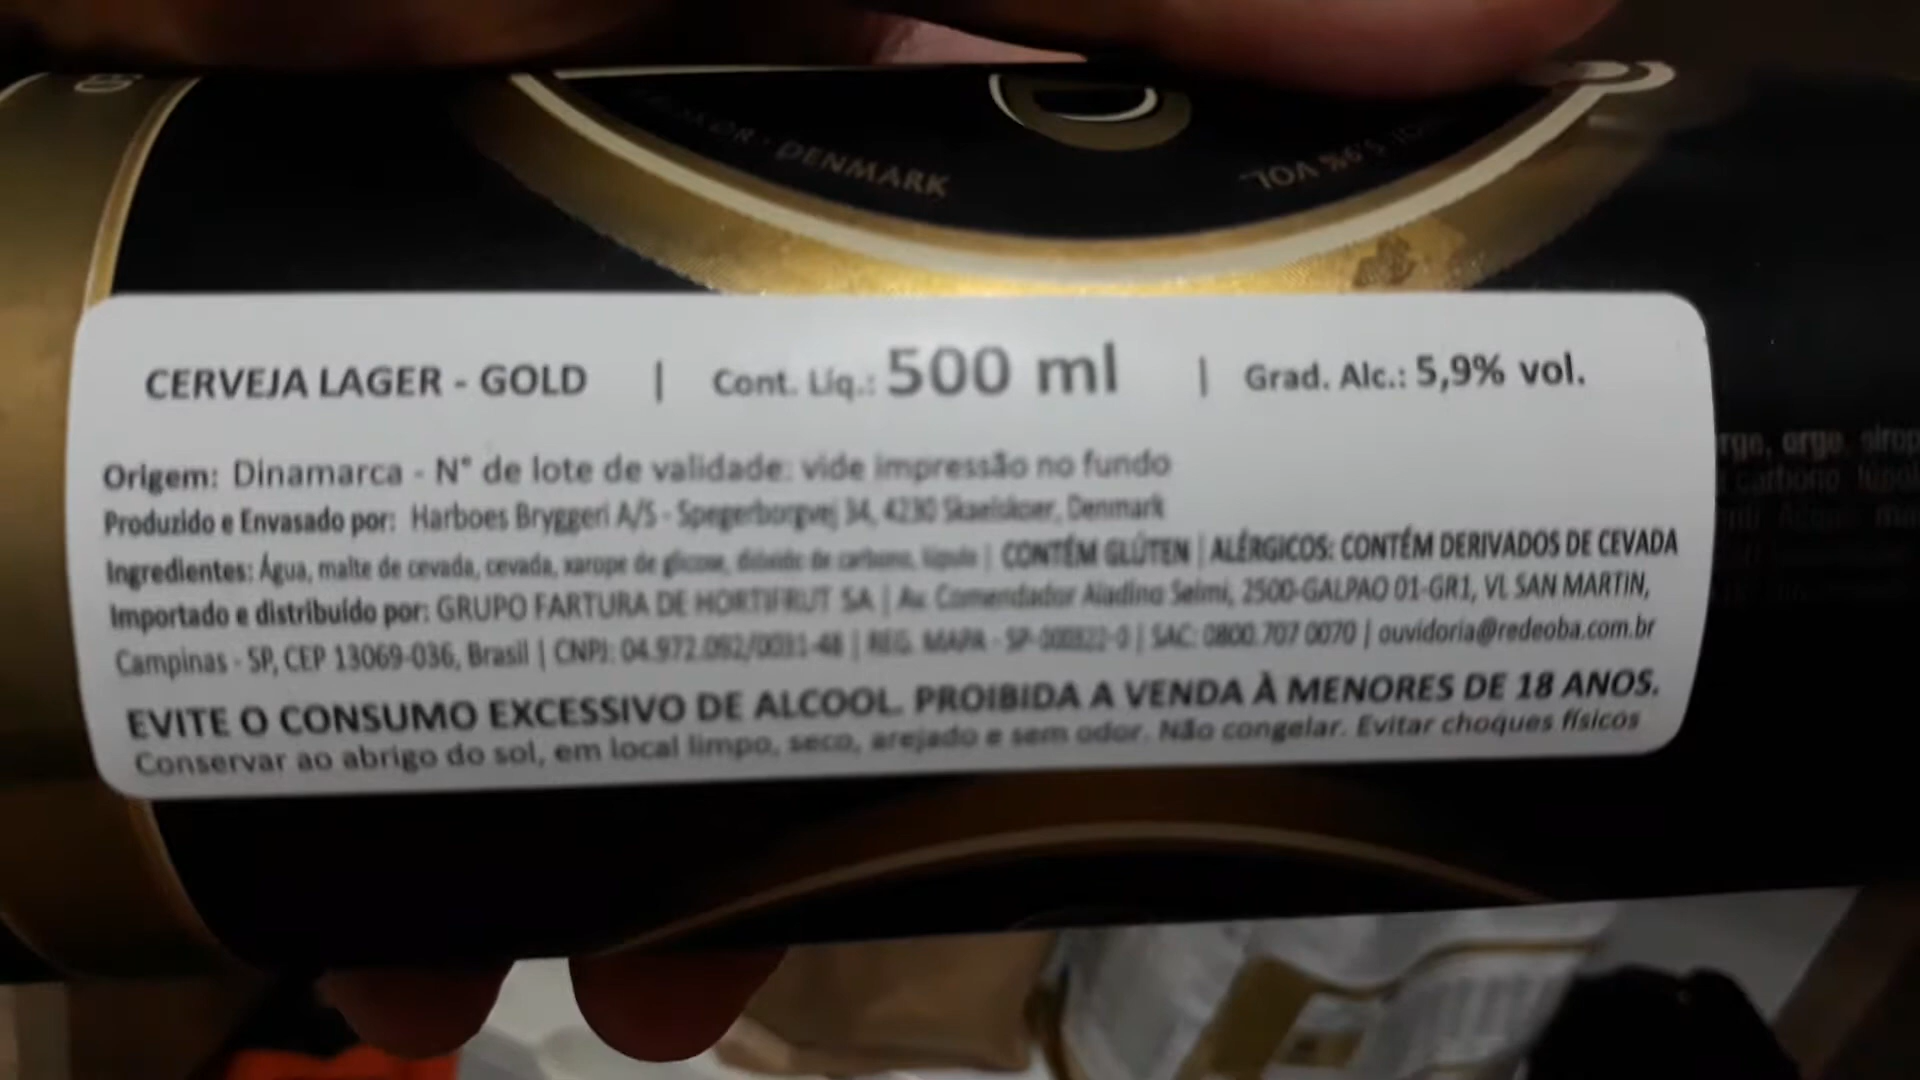 DENMARK
5.9% VOL.
CERVEJA LAGER - GOLD | Cont. Líq.: 500 ml | Grad. Alc.: 5,9% vol.
Origem: Dinamarca - N° de lote de validade: vide impressão no fundo
Produzido e Envasado por: Harboes Bryggeri A/S - Spegerborgvej 34, 4230 Skaelskoer, Denmark
Ingredientes: Água, malte de cevada, cevada, xarope de glicose, dióxido de carbono, lúpulo | CONTÉM GLÚTEN | ALÉRGICOS: CONTÉM DERIVADOS DE CEVADA
Importado e distribuído por: GRUPO FARTURA DE HORTIFRUT SA | Av. Comendador Aladino Selmi, 2500-GALPAO 01-GR1, VL SAN MARTIN,
Campinas - SP, CEP 13069-036, Brasil | CNPJ: 04.972.092/0031-48 | REG. MAPA - | SAC: 0800.707 0070 | ouvidoria@redeoba.com.br
EVITE O CONSUMO EXCESSIVO DE ALCOOL. PROIBIDA A VENDA À MENORES DE 18 ANOS.
Conservar ao abrigo do sol, em local limpo, seco, arejado e sem odor. Não congelar. Evitar choques físicos
orge, sirop